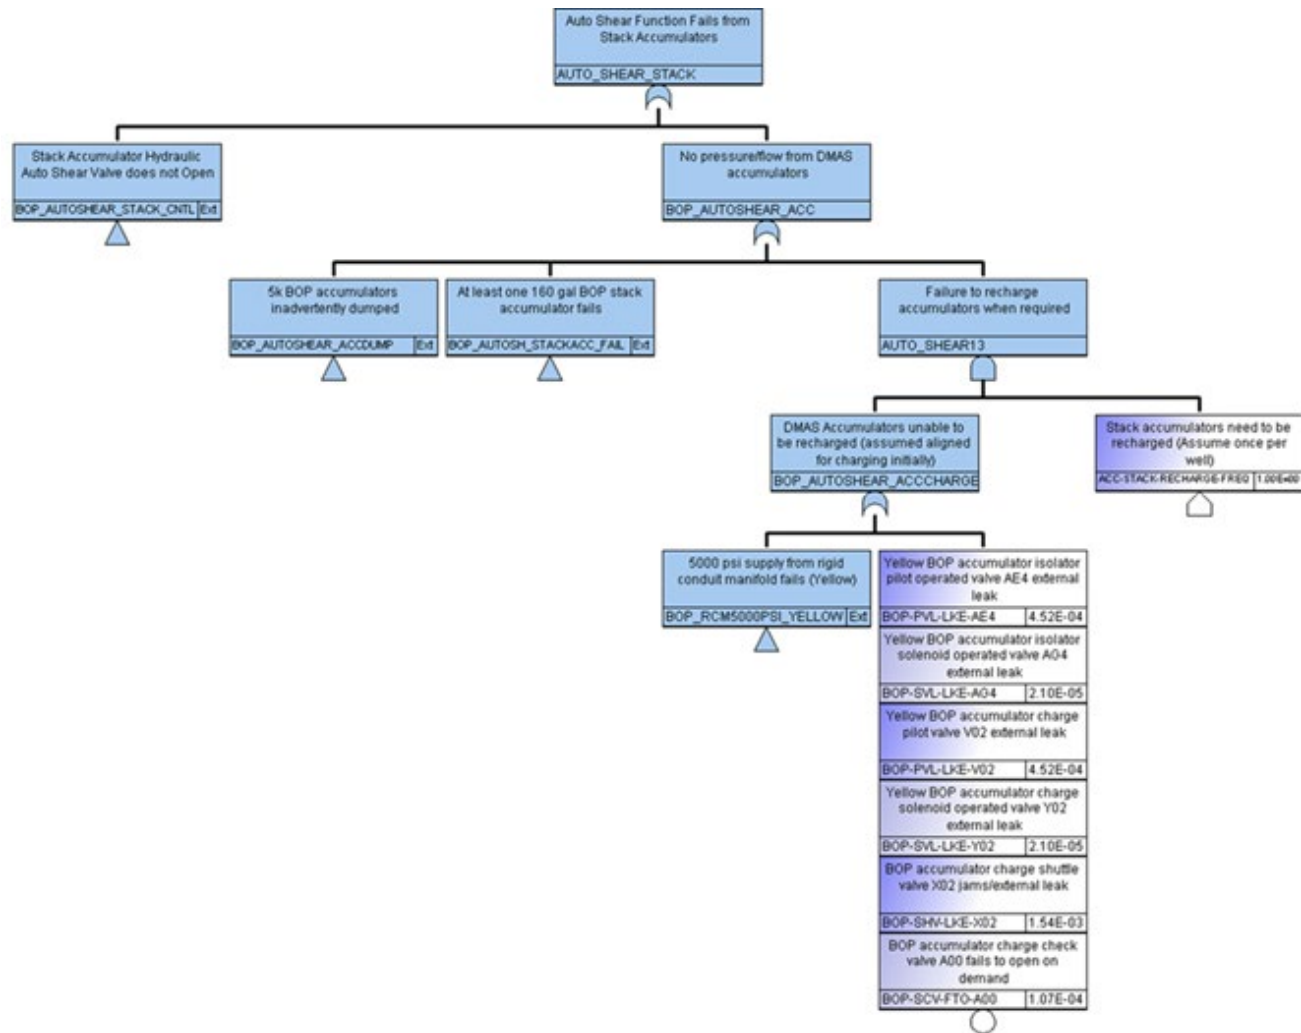 Auto Shear Function Fails from
Stack Accumulators
AUTO_SHEAR_STACK
Stack Accumulator Hydraulic
Auto Shear Valve does not Open
BOP_AUTOSHEAR_STACK_CNTL Ext
No pressure/flow from DMAS
accumulators
BOP_AUTOSHEAR_ACC
5k BOP accumulators
inadvertently dumped
BOP_AUTOSHEAR_ACCDUMP Ext
At least one 160 gal BOP stack
accumulator fails
BOP_AUTOSH_STACKACC_FAIL Ext
Failure to recharge
accumulators when required
AUTO_SHEAR13
DMAS Accumulators unable to
be recharged (assumed aligned
for charging initially)
BOP_AUTOSHEAR_ACCCHARGE
Stack accumulators need to be
recharged (Assume once per
well)
ACC-STACK-RECHARGE-FREQ 1.00E+00
5000 psi supply from rigid
conduit manifold fails (Yellow)
BOP_RCM5000PSI_YELLOW Ext
Yellow BOP accumulator isolator
pilot operated valve AE4 external
leak
BOP-PVL-LKE-AE4 4.52E-04
Yellow BOP accumulator isolator
solenoid operated valve AG4
external leak
BOP-SVL-LKE-AG4 2.10E-05
Yellow BOP accumulator charge
pilot valve V02 external leak
BOP-PVL-LKE-V02 4.52E-04
Yellow BOP accumulator charge
solenoid operated valve Y02
external leak
BOP-SVL-LKE-Y02 2.10E-05
BOP accumulator charge shuttle
valve X02 jams/external leak
BOP-SHV-LKE-X02 1.54E-03
BOP accumulator charge check
valve A00 fails to open on
demand
BOP-SCV-FTO-A00 1.07E-04